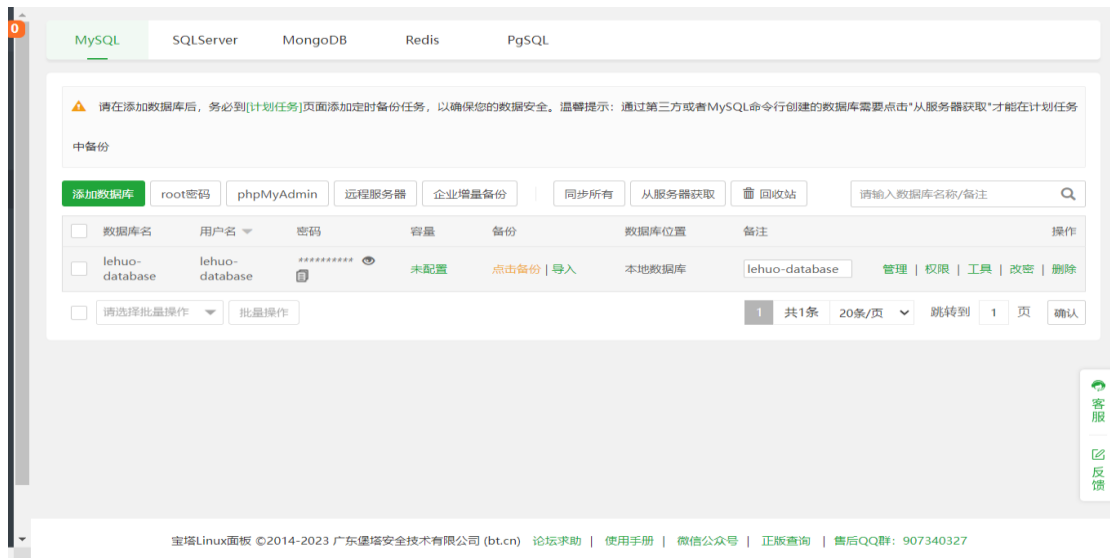 0
MySQL SQLServer MongoDB Redis PgSQL
请在添加数据库后，务必到[计划任务]页面添加定时备份任务，以确保您的数据安全。温馨提示：通过第三方或者MySQL命令行创建的数据库需要点击"从服务器获取"才能在计划任务
中备份
添加数据库 root密码 phpMyAdmin 远程服务器 企业增量备份 同步所有 从服务器获取 回收站 请输入数据库名称/备注
数据库名 用户名 密码 容量 备份 数据库位置 备注 操作
lehuo- lehuo- **********
database database 未配置 点击备份 | 导入 本地数据库 lehuo-database 管理 | 权限 | 工具 | 改密 | 删除
请选择批量操作 批量操作 1 共1条 20条/页 跳转到 1 页 确认
客服
反馈
宝塔Linux面板 ©2014-2023 广东堡塔安全技术有限公司 (bt.cn) 论坛求助 | 使用手册 | 微信公众号 | 正版查询 | 售后QQ群：907340327